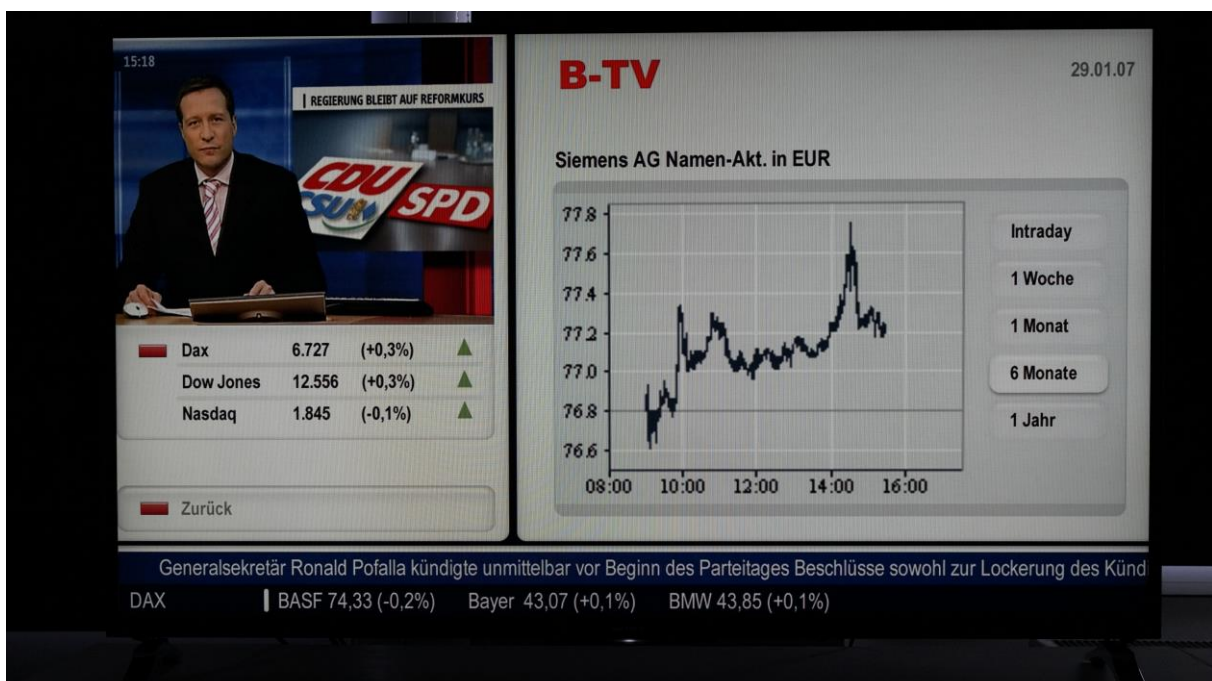 15:18
| REGIERUNG BLEIBT AUF REFORMKURS
CDU
CSU
SPD
Dax 6.727 (+0,3%)
Dow Jones 12.556 (+0,3%)
Nasdaq 1.845 (-0,1%)
Zurück
B-TV
29.01.07
Siemens AG Namen-Akt. in EUR
77.8
77.6
77.4
77.2
77.0
76.8
76.6
08:00 10:00 12:00 14:00 16:00
Intraday
1 Woche
1 Monat
6 Monate
1 Jahr
Generalsekretär Ronald Pofalla kündigte unmittelbar vor Beginn des Parteitages Beschlüsse sowohl zur Lockerung des Künd
DAX BASF 74,33 (-0,2%) Bayer 43,07 (+0,1%) BMW 43,85 (+0,1%)